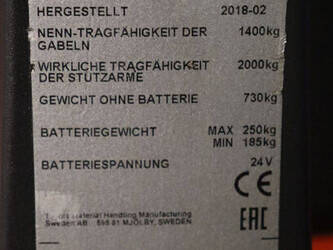 HERGESTELLT 2018-02
NENN-TRAGFÄHIGKEIT DER 1400kg
GABELN
WIRKLICHE TRAGFÄHIGKEIT 2000kg
DER STÜTZARME
GEWICHT OHNE BATTERIE 730kg
BATTERIEGEWICHT MAX 250kg
MIN 185kg
BATTERIESPANNUNG 24V
CE
Material Handling Manufacturing
Sweden AB 595 81 MJÖLBY, SWEDEN
EAC